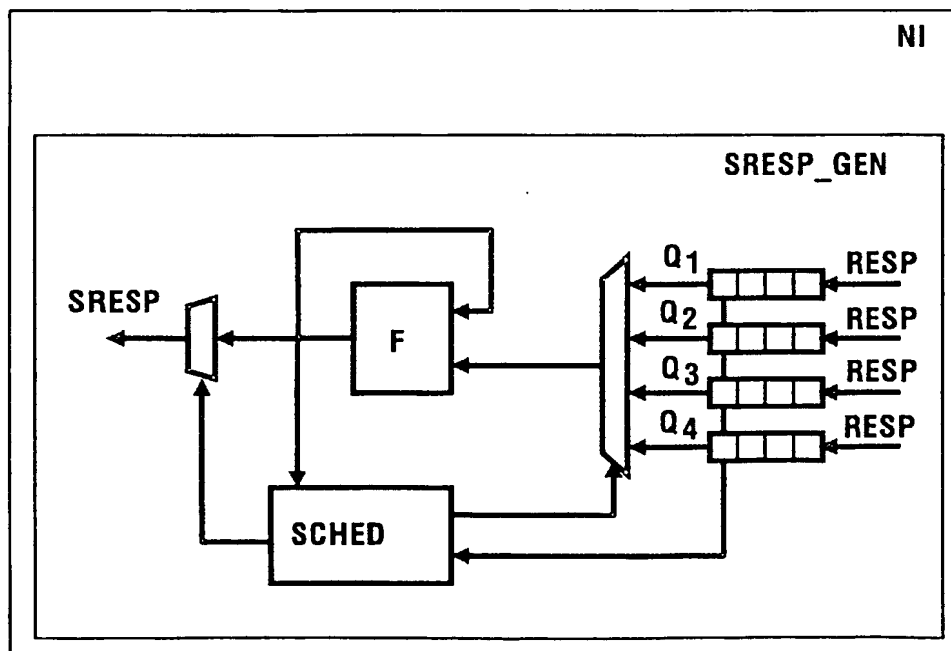 NI
SRESP_GEN
Q1
RESP
SRESP
Q2
RESP
F
Q3
RESP
Q4
RESP
SCHED